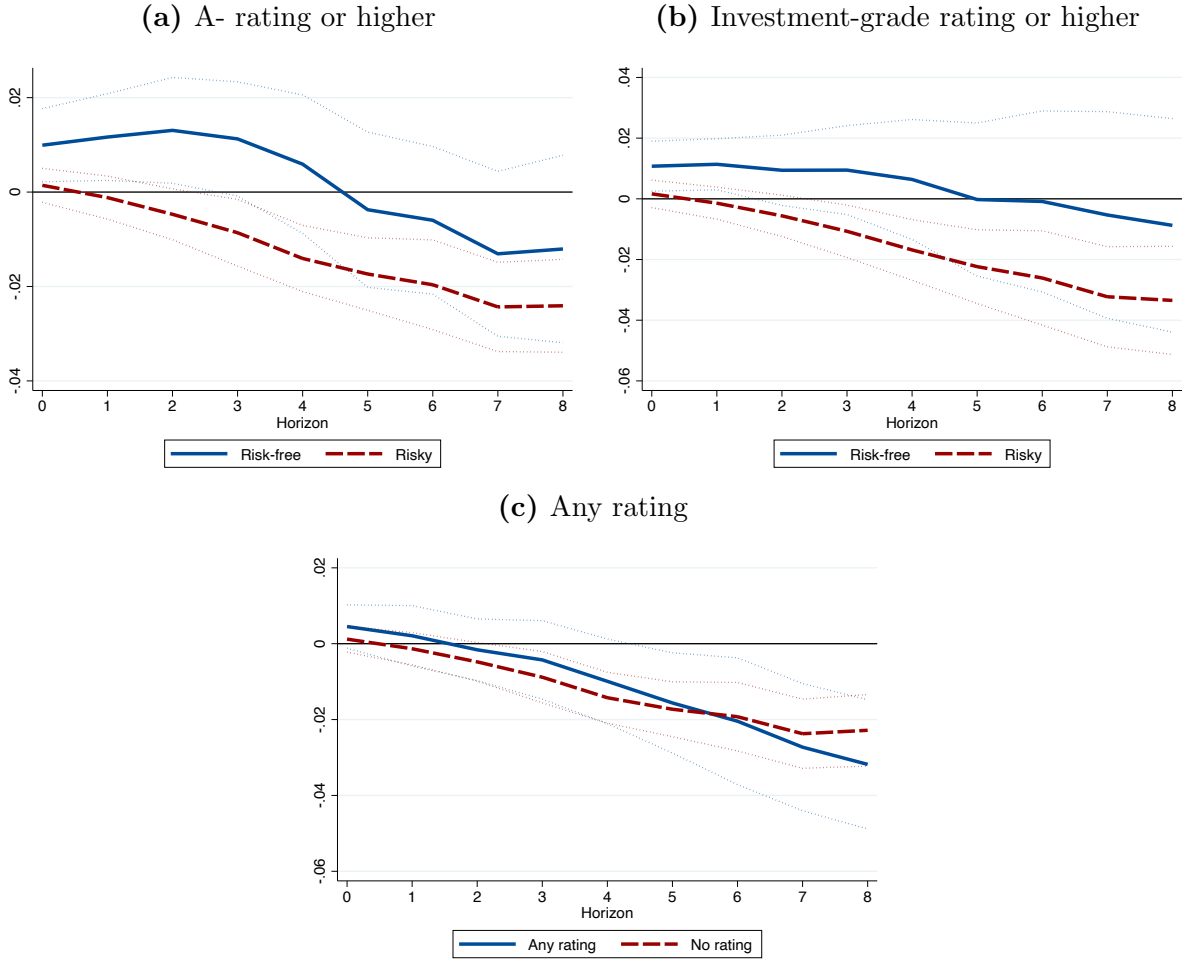 (a) A- rating or higher
.02
0
-.02
-.04
0 1 2 3 4 5 6 7 8
Horizon
Risk-free Risky
(b) Investment-grade rating or higher
.04
.02
0
-.02
-.04
-.06
0 1 2 3 4 5 6 7 8
Horizon
Risk-free Risky
(c) Any rating
.02
0
-.02
-.04
-.06
0 1 2 3 4 5 6 7 8
Horizon
Any rating No rating